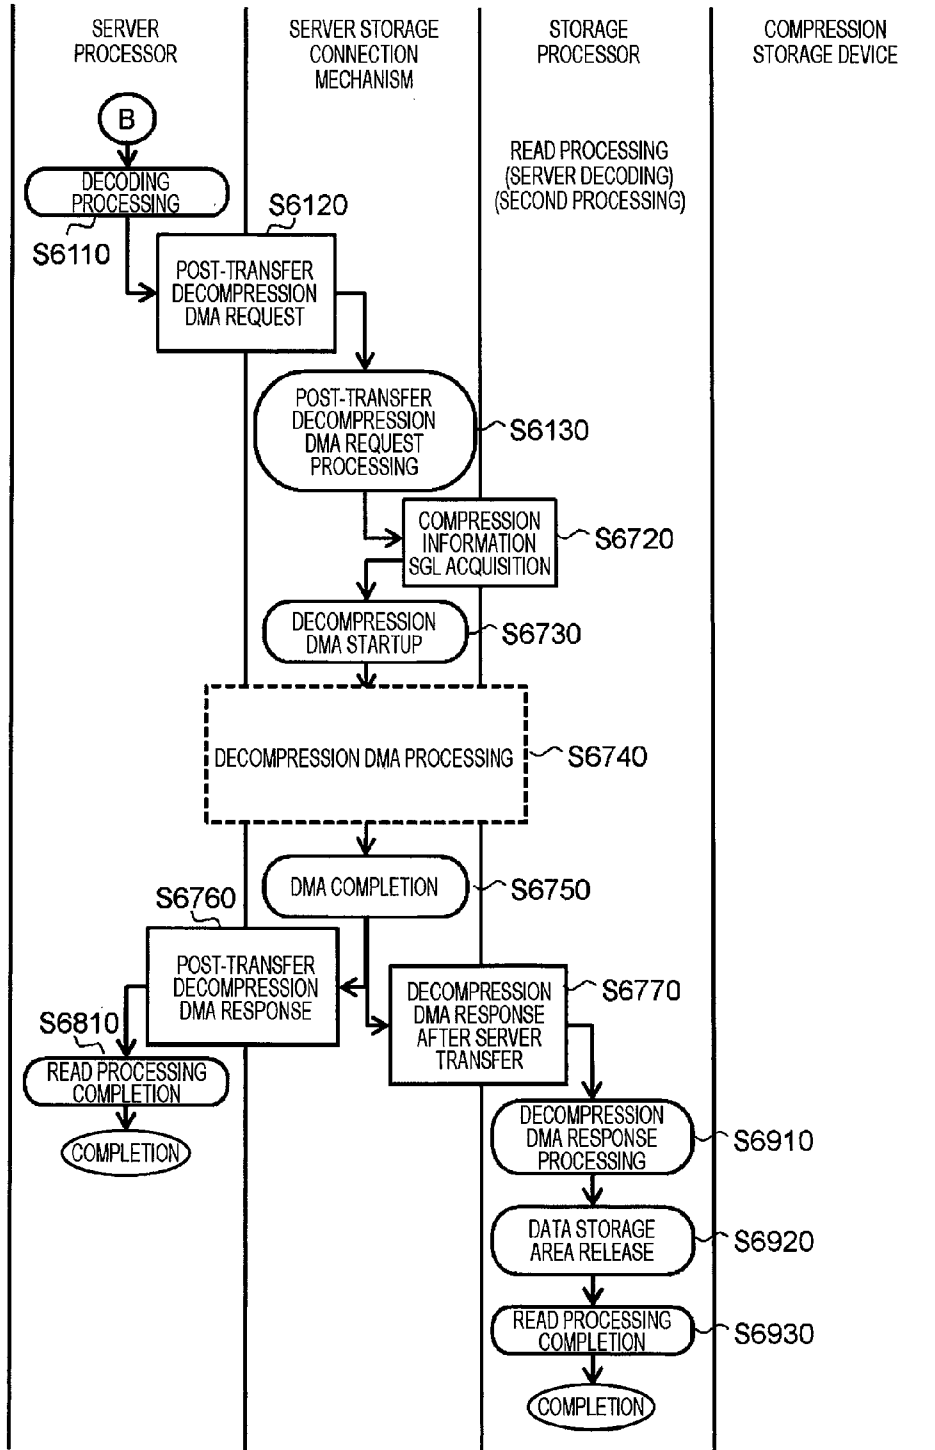 SERVER
PROCESSOR
SERVER STORAGE
CONNECTION
MECHANISM
STORAGE
PROCESSOR
COMPRESSION
STORAGE DEVICE
B
READ PROCESSING
(SERVER DECODING)
(SECOND PROCESSING)
DECODING
PROCESSING
S6110
S6120
POST-TRANSFER
DECOMPRESSION
DMA REQUEST
POST-TRANSFER
DECOMPRESSION
DMA REQUEST
PROCESSING
S6130
COMPRESSION
INFORMATION
SGL ACQUISITION
S6720
DECOMPRESSION
DMA STARTUP
S6730
DECOMPRESSION DMA PROCESSING
S6740
DMA COMPLETION
S6750
S6760
POST-TRANSFER
DECOMPRESSION
DMA RESPONSE
DECOMPRESSION
DMA RESPONSE
AFTER SERVER
TRANSFER
S6770
S6810
READ PROCESSING
COMPLETION
COMPLETION
DECOMPRESSION
DMA RESPONSE
PROCESSING
S6910
DATA STORAGE
AREA RELEASE
S6920
READ PROCESSING
COMPLETION
S6930
COMPLETION